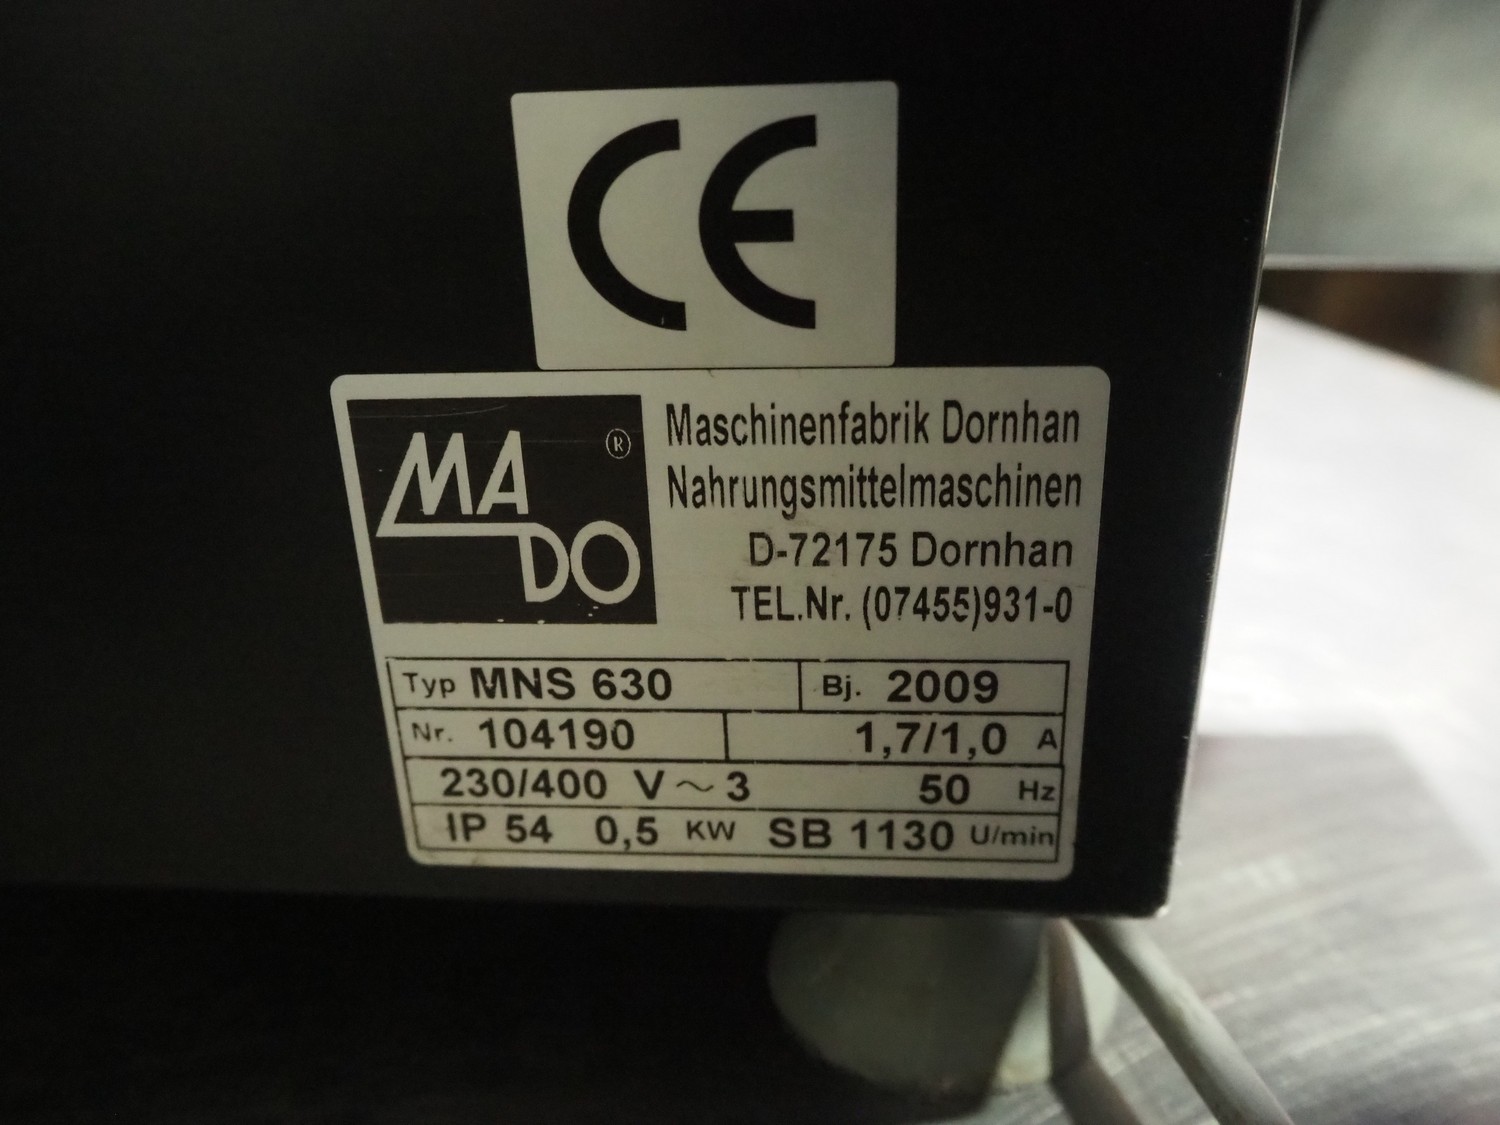 CE
MA DO ®
Maschinenfabrik Dornhan
Nahrungsmittelmaschinen
D-72175 Dornhan
TEL.Nr. (07455)931-0
Typ MNS 630 Bj. 2009
Nr. 104190 1,7/1,0 A
230/400 V ~ 3 50 Hz
IP 54 0,5 KW SB 1130 U/min